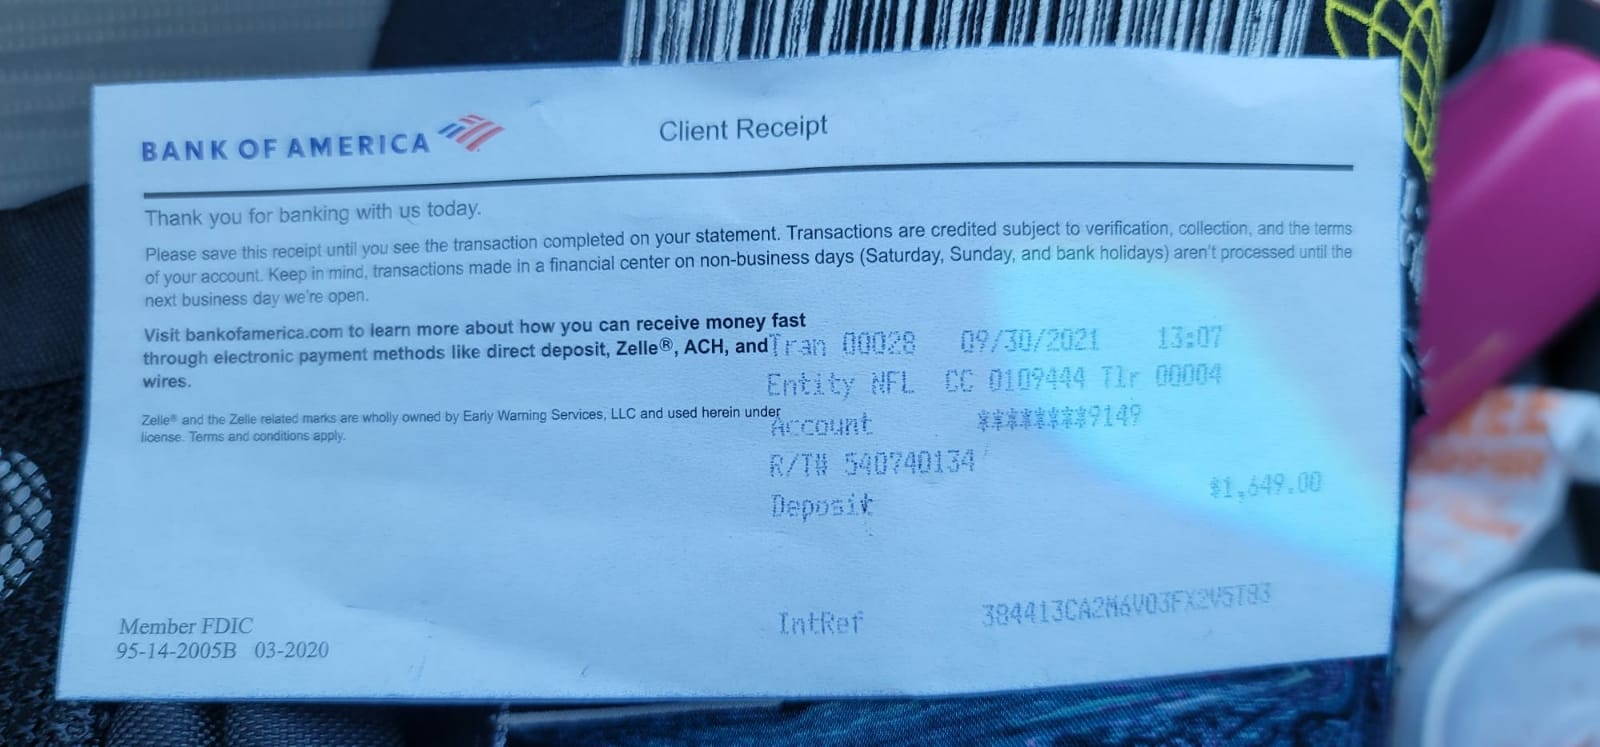 BANK OF AMERICA
Client Receipt
Thank you for banking with us today.
Please save this receipt until you see the transaction completed on your statement. Transactions are credited subject to verification, collection, and the terms
of your account. Keep in mind, transactions made in a financial center on non-business days (Saturday, Sunday, and bank holidays) aren't processed until the
next business day we're open.
Visit bankofamerica.com to learn more about how you can receive money fast
through electronic payment methods like direct deposit, Zelle®, ACH, and
wires.
Zelle® and the Zelle related marks are wholly owned by Early Warning Services, LLC and used herein under
license. Terms and conditions apply.
Tran 00028 09/30/2021 13:07
Entity NFL CC 0109444 Tlr 00004
Account ********9149
R/T# 540740134
Deposit $1,649.00
IntRef 384413CA2M6V03FX2V5T83
Member FDIC
95-14-2005B 03-2020